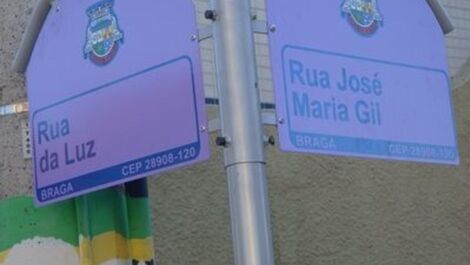 Rua
da Luz
BRAGA CEP 28908-120
Rua José
Maria Gil
BRAGA